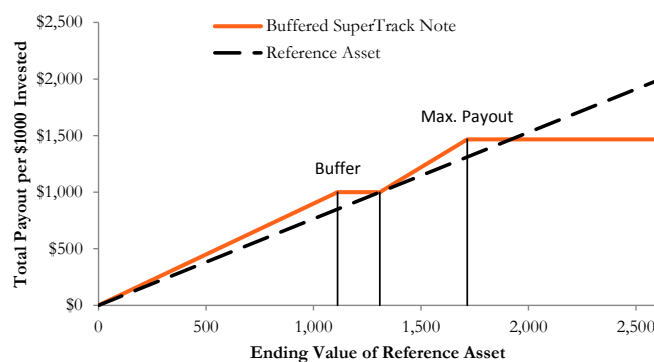 $2,500
Buffered SuperTrack Note
Reference Asset
$2,000
Max. Payout
$1,500
Buffer
$1,000
$500
$0
0 500 1,000 1,500 2,000 2,500
Total Payout per $1000 Invested
Ending Value of Reference Asset